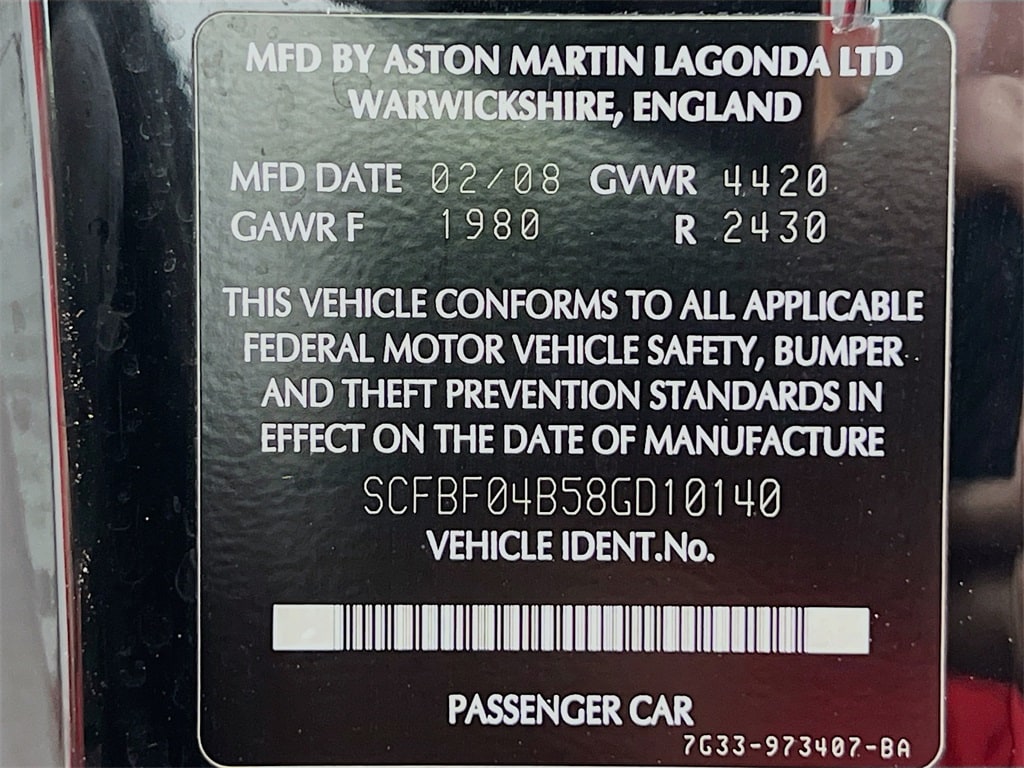 MFD BY ASTON MARTIN LAGONDA LTD
WARWICKSHIRE, ENGLAND
MFD DATE 02/08 GVWR 4420
GAWR F 1980 R 2430
THIS VEHICLE CONFORMS TO ALL APPLICABLE
FEDERAL MOTOR VEHICLE SAFETY, BUMPER
AND THEFT PREVENTION STANDARDS IN
EFFECT ON THE DATE OF MANUFACTURE
SCFBF04B58GD10140
VEHICLE IDENT.No.
PASSENGER CAR
7G33-973407-BA